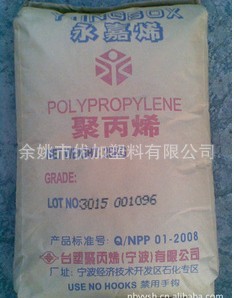 YUNGSOX
永嘉烯
POLYPROPYLENE
聚丙烯
余姚市优加塑料有限公司
GRADE:
LOT NO: 3015 001096
产品标准号: Q/NPP 01-2008
台塑聚丙烯(宁波)有限公司
厂址: 宁波经济技术开发区石化专区
USE NO HOOKS 禁用手钩